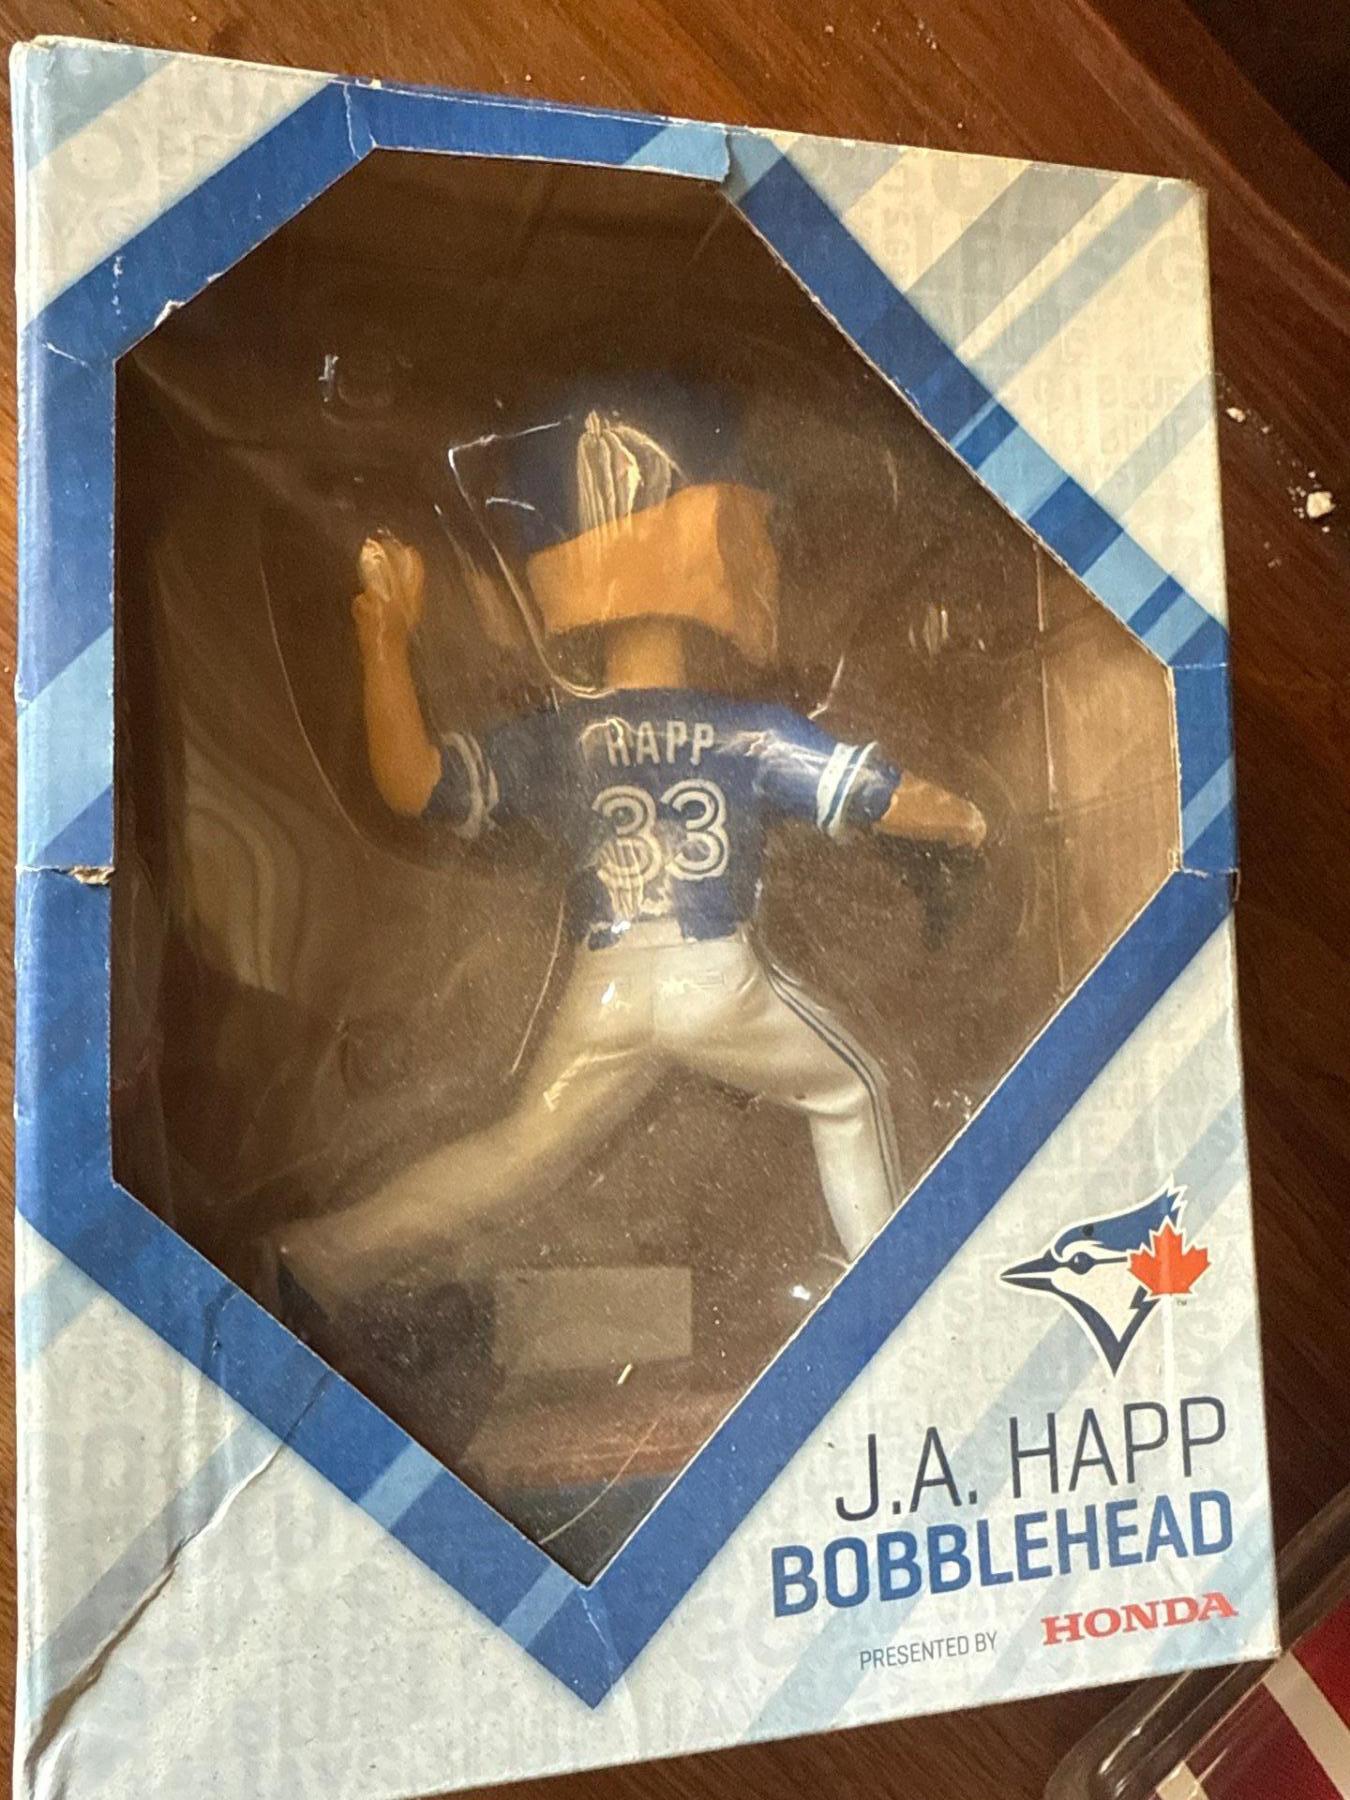 HAPP
33
J.A. HAPP
BOBBLEHEAD
PRESENTED BY HONDA